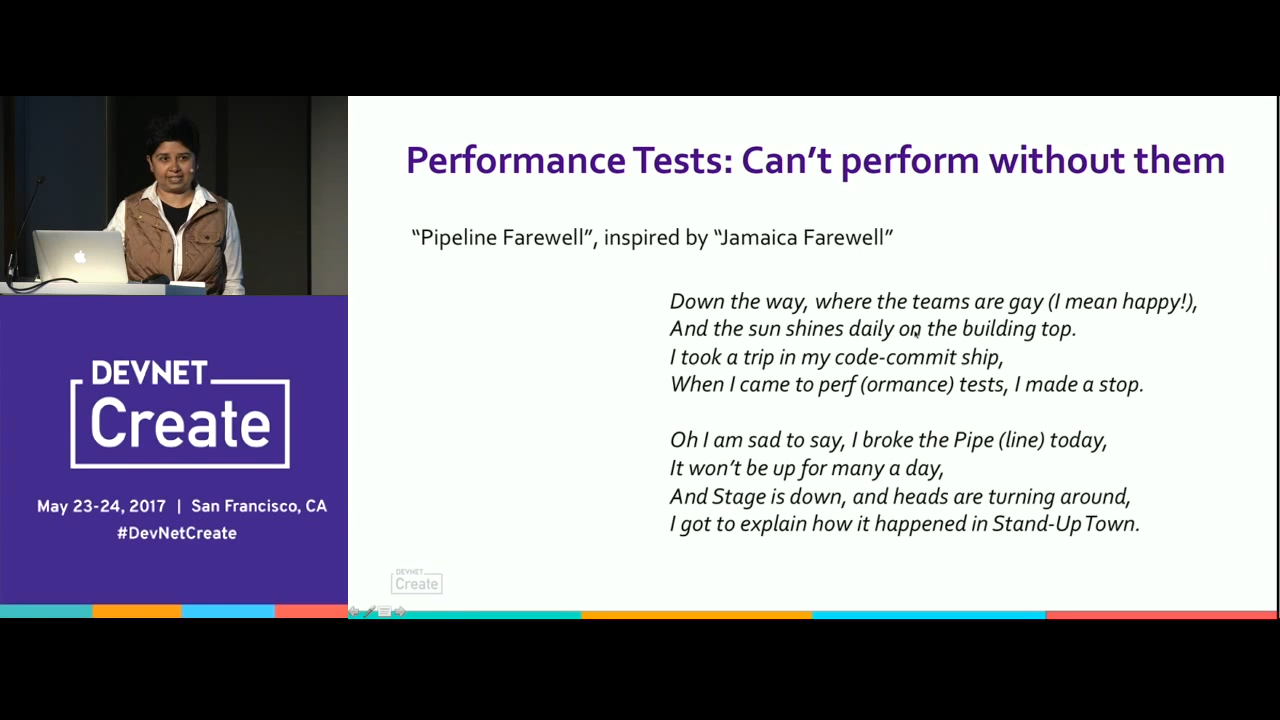 Performance Tests: Can't perform without them
“Pipeline Farewell”, inspired by “Jamaica Farewell”
Down the way, where the teams are gay (I mean happy!),
And the sun shines daily on the building top.
I took a trip in my code-commit ship,
When I came to perf (ormance) tests, I made a stop.
Oh I am sad to say, I broke the Pipe (line) today,
It won't be up for many a day,
And Stage is down, and heads are turning around,
I got to explain how it happened in Stand-Up Town.
DEVNET
Create
DEVNET
Create
May 23-24, 2017 | San Francisco, CA
#DevNetCreate